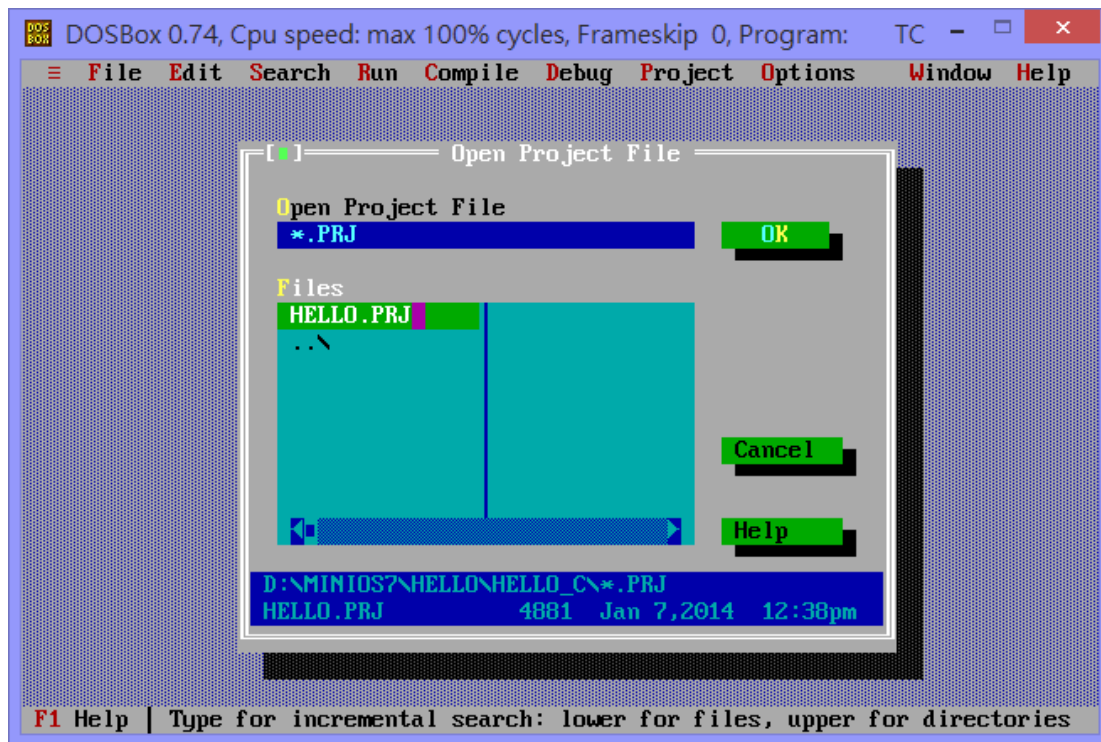 DOS BOX DOSBox 0.74, Cpu speed: max 100% cycles, Frameskip 0, Program: TC
≡ File Edit Search Run Compile Debug Project Options Window Help
[■] Open Project File
Open Project File
*.PRJ OK
Files
HELLO.PRJ
..\
Cancel
Help
D:\MINIOS7\HELLO\HELLO_C\*.PRJ
HELLO.PRJ 4881 Jan 7,2014 12:38pm
F1 Help | Type for incremental search: lower for files, upper for directories